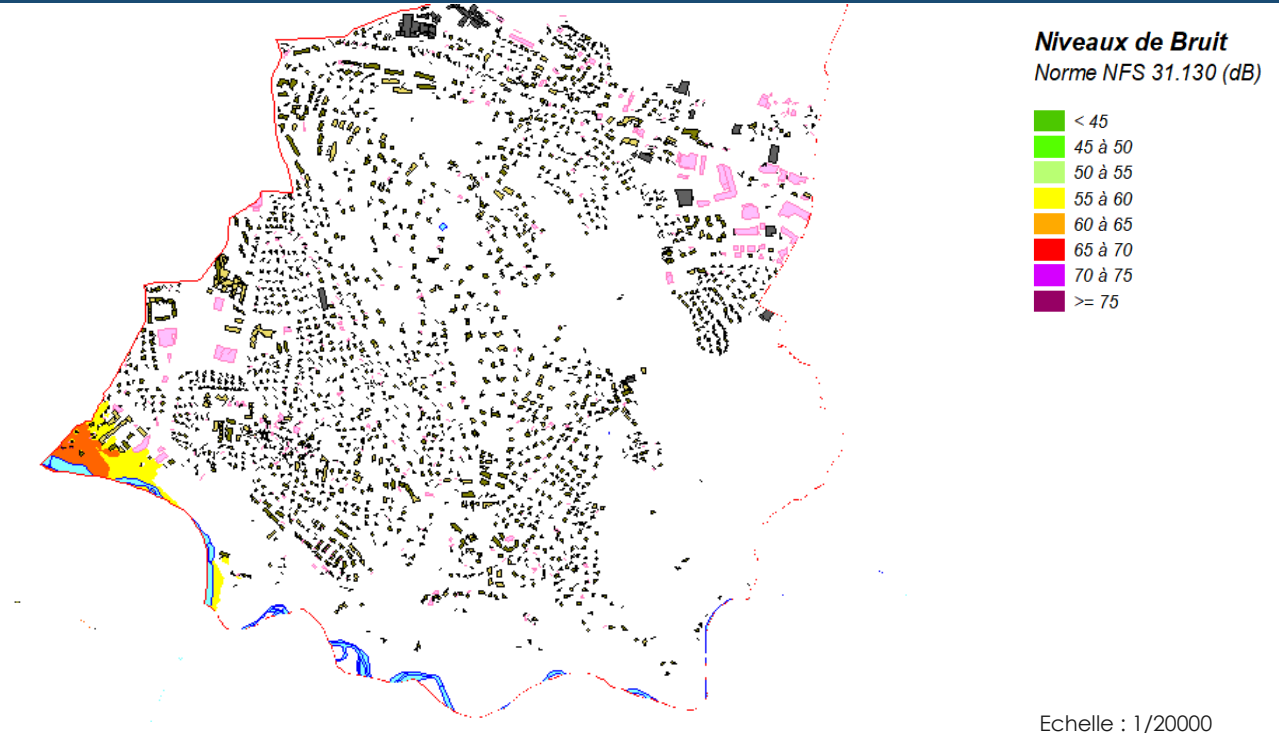 Niveaux de Bruit
Norme NFS 31.130 (dB)
< 45
45 à 50
50 à 55
55 à 60
60 à 65
65 à 70
70 à 75
>= 75
Echelle : 1/20000